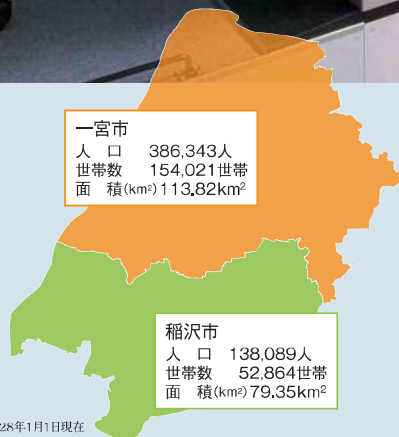 一宮市
人　口　386,343人
世帯数　154,021世帯
面　積(km²) 113.82km²
稲沢市
人　口　138,089人
世帯数　52,864世帯
面　積(km²) 79.35km²
28年1月1日現在